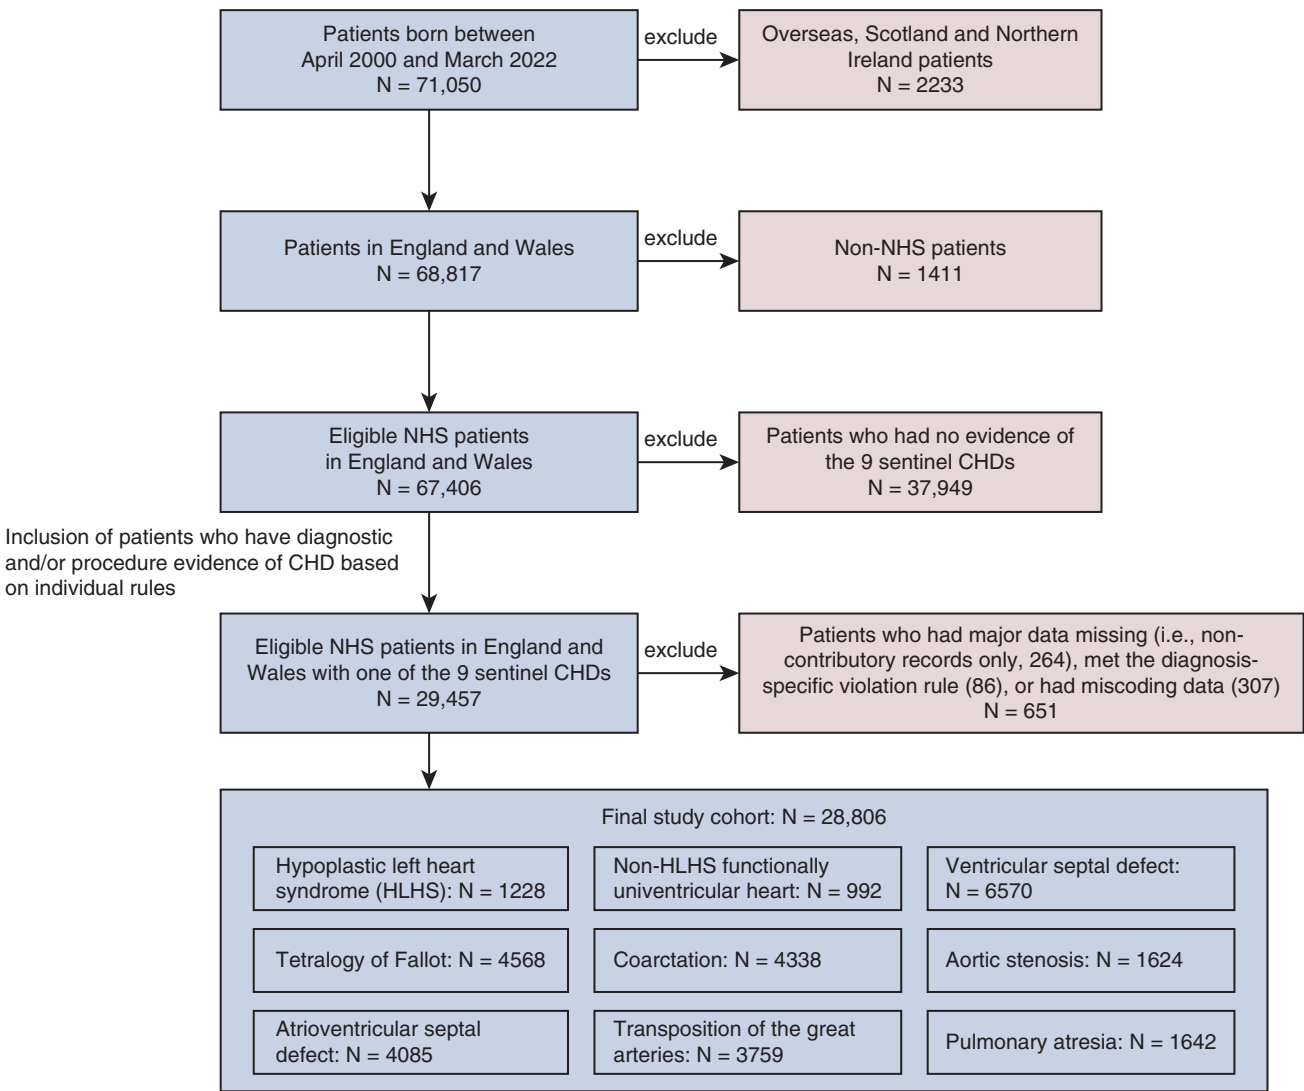 Patients born between
April 2000 and March 2022
N = 71,050
exclude
Overseas, Scotland and Northern
Ireland patients
N = 2233
Patients in England and Wales
N = 68,817
exclude
Non-NHS patients
N = 1411
Eligible NHS patients
in England and Wales
N = 67,406
exclude
Patients who had no evidence of
the 9 sentinel CHDs
N = 37,949
Inclusion of patients who have diagnostic
and/or procedure evidence of CHD based
on individual rules
Eligible NHS patients in England and
Wales with one of the 9 sentinel CHDs
N = 29,457
exclude
Patients who had major data missing (i.e., non-
contributory records only, 264), met the diagnosis-
specific violation rule (86), or had miscoding data (307)
N = 651
Final study cohort: N = 28,806
Hypoplastic left heart
syndrome (HLHS): N = 1228
Non-HLHS functionally
univentricular heart: N = 992
Ventricular septal defect:
N = 6570
Tetralogy of Fallot: N = 4568
Coarctation: N = 4338
Aortic stenosis: N = 1624
Atrioventricular septal
defect: N = 4085
Transposition of the great
arteries: N = 3759
Pulmonary atresia: N = 1642